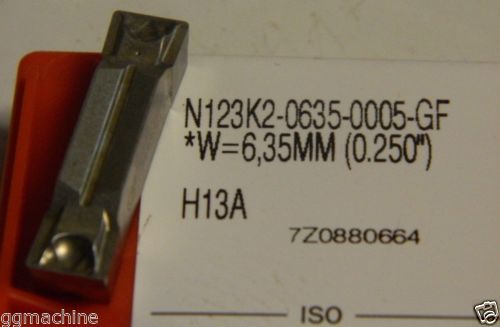 N123K2-0635-0005-GF
*W=6,35MM (0.250")
H13A
7Z0880664
ISO
ggmachine